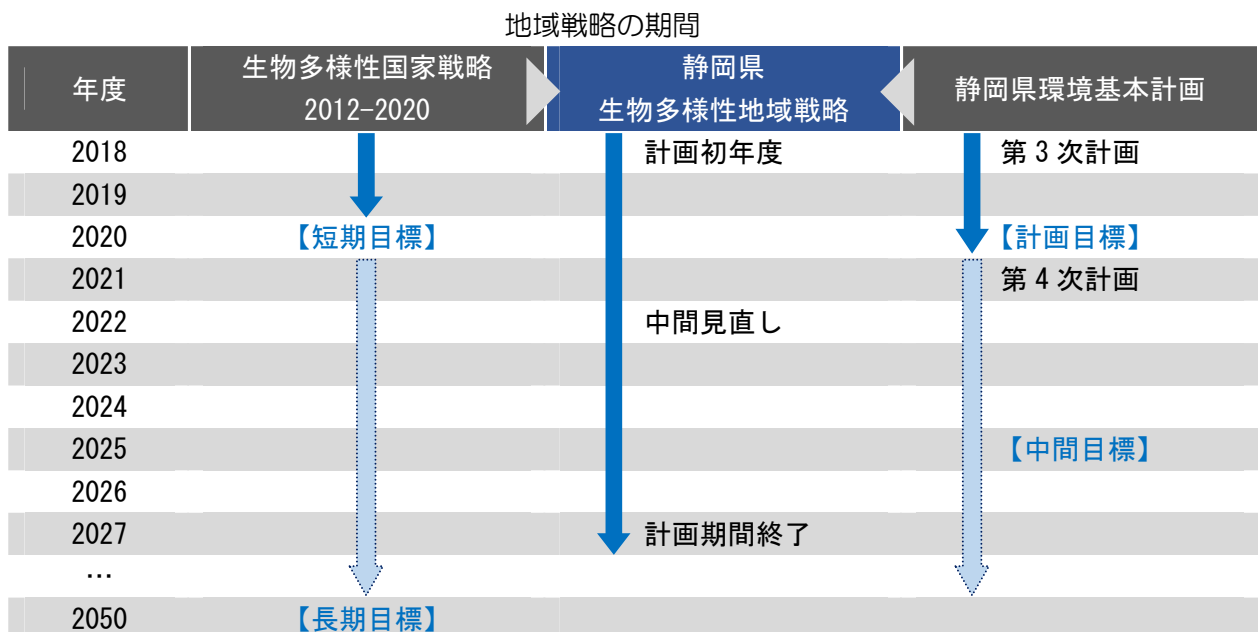 地域戦略の期間
年度 生物多様性国家戦略 2012-2020 静岡県 生物多様性地域戦略 静岡県環境基本計画
2018 計画初年度 第3次計画
2019
2020 【短期目標】 【計画目標】
2021 第4次計画
2022 中間見直し
2023
2024
2025 【中間目標】
2026
2027 計画期間終了
…
2050 【長期目標】